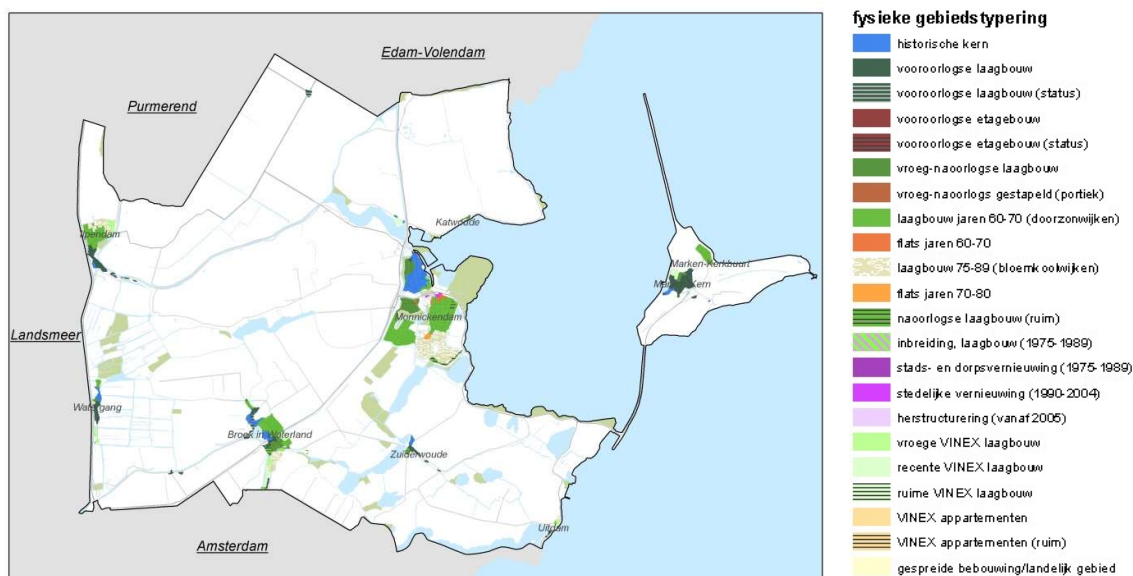 Edam-Volendam
Purmerend
Katwoude
Ilpendam
Marken-Kerkbuurt
Marken-Kern
Monnickendam
Landsmeer
Watergang
Broek in Waterland
Zuiderwoude
Uitdam
Amsterdam
fysieke gebiedstypering
historische kern
vooroorlogse laagbouw
vooroorlogse laagbouw (status)
vooroorlogse etagebouw
vooroorlogse etagebouw (status)
vroeg-naoorlogse laagbouw
vroeg-naoorlogs gestapeld (portiek)
laagbouw jaren 60-70 (doorzonwijken)
flats jaren 60-70
laagbouw 75-89 (bloemkoolwijken)
flats jaren 70-80
naoorlogse laagbouw (ruim)
inbreiding, laagbouw (1975-1989)
stads- en dorpsvernieuwing (1975-1989)
stedelijke vernieuwing (1990-2004)
herstructurering (vanaf 2005)
vroege VINEX laagbouw
recente VINEX laagbouw
ruime VINEX laagbouw
VINEX appartementen
VINEX appartementen (ruim)
gespreide bebouwing/landelijk gebied